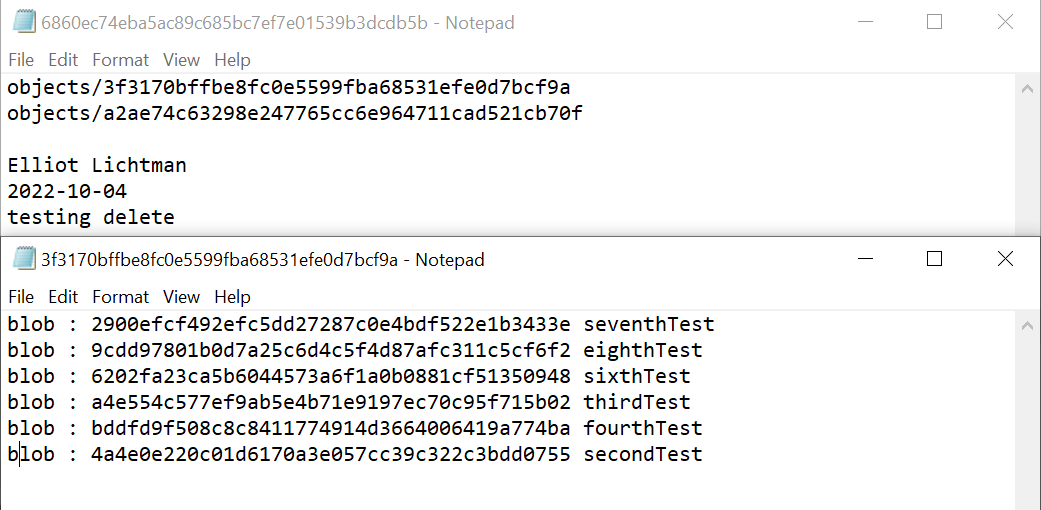 6860ec74eba5ac89c685bc7ef7e01539b3dcdb5b - Notepad
File Edit Format View Help
objects/3f3170bffbe8fc0e5599fba68531efe0d7bcf9a
objects/a2ae74c63298e247765cc6e964711cad521cb70f
Elliot Lichtman
2022-10-04
testing delete
3f3170bffbe8fc0e5599fba68531efe0d7bcf9a - Notepad
File Edit Format View Help
blob : 2900efcf492efc5dd27287c0e4bdf522e1b3433e seventhTest
blob : 9cdd97801b0d7a25c6d4c5f4d87afc311c5cf6f2 eighthTest
blob : 6202fa23ca5b6044573a6f1a0b0881cf51350948 sixthTest
blob : a4e554c577ef9ab5e4b71e9197ec70c95f715b02 thirdTest
blob : bddfd9f508c8c8411774914d3664006419a774ba fourthTest
blob : 4a4e0e220c01d6170a3e057cc39c322c3bdd0755 secondTest